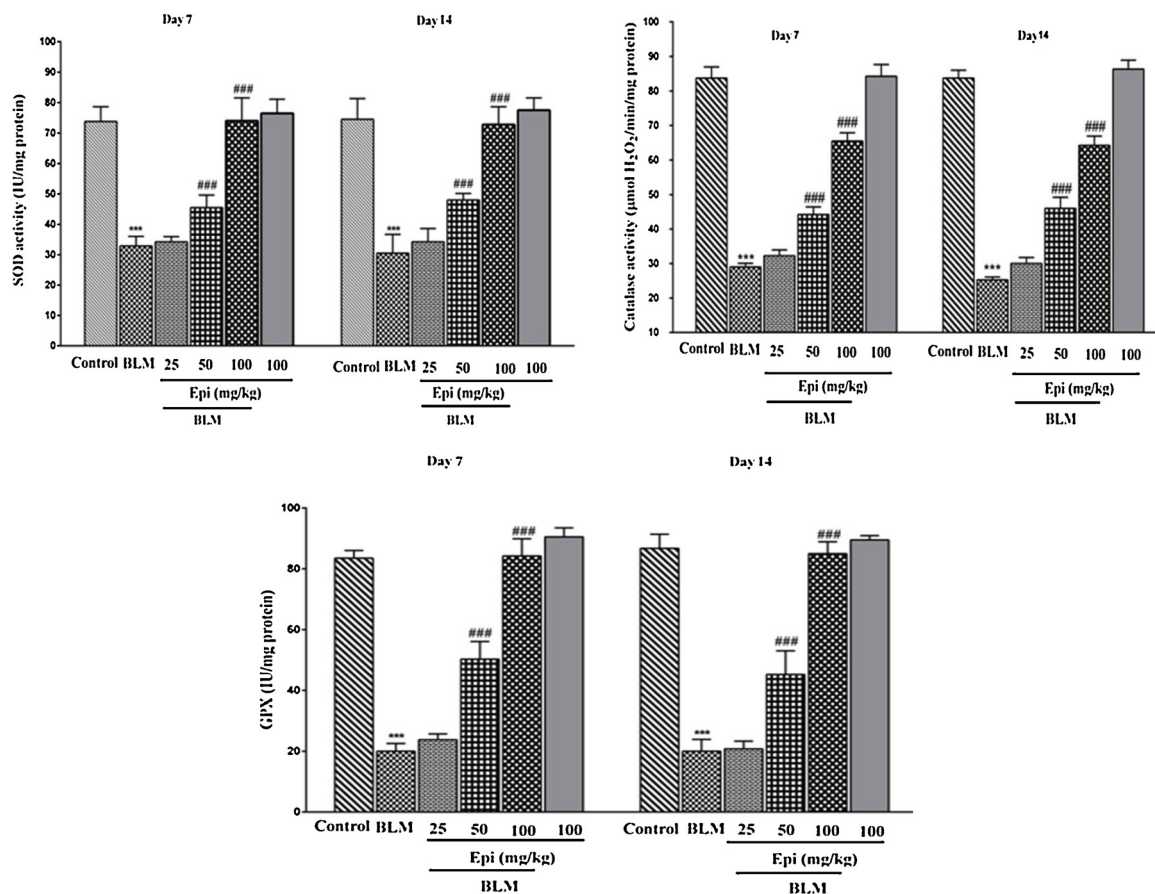 Day 7
Day 14
SOD activity (IU/mg protein)
100
90
80
70
60
50
40
30
20
10
0
***
###
###
***
###
###
Control BLM 25 50 100 100
Epi (mg/kg)
BLM
Control BLM 25 50 100 100
Epi (mg/kg)
BLM
Day 7
Day 14
Catalase activity (µmol H₂O₂/min/mg protein)
100
90
80
70
60
50
40
30
20
10
***
###
###
***
###
###
Control BLM 25 50 100 100
Epi (mg/kg)
BLM
Control BLM 25 50 100 100
Epi (mg/kg)
BLM
Day 7
Day 14
GPX (IU/mg protein)
100
80
60
40
20
0
***
###
###
***
###
###
Control BLM 25 50 100 100
Epi (mg/kg)
BLM
Control BLM 25 50 100 100
Epi (mg/kg)
BLM